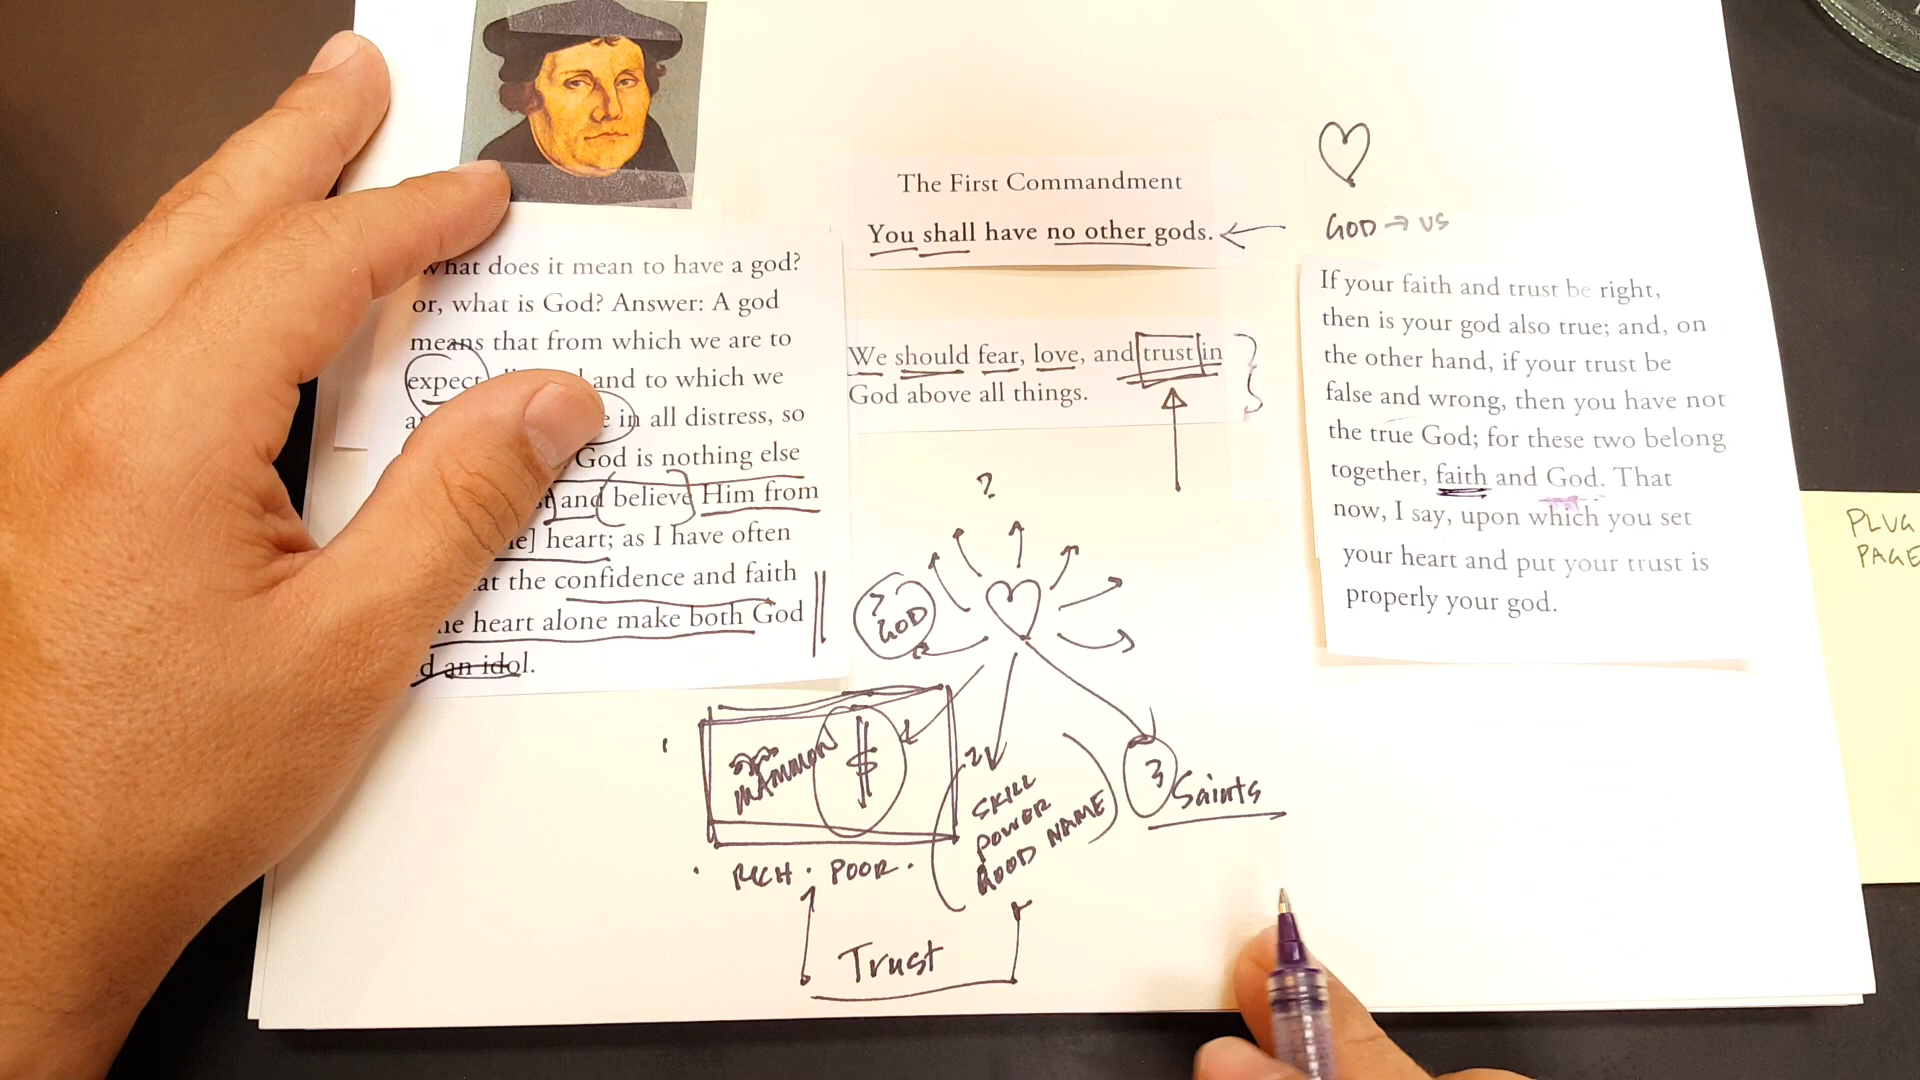 The First Commandment
You shall have no other gods.
GOD → US
What does it mean to have a god?
or, what is God? Answer: A god
means that from which we are to
expect and to which we
in all distress, so
God is nothing else
and believe Him from
heart; as I have often
at the confidence and faith
heart alone make both God
an idol.
We should fear, love, and trust in
God above all things.
If your faith and trust be right,
then is your god also true; and, on
the other hand, if your trust be
false and wrong, then you have not
the true God; for these two belong
together, faith and God. That
now, I say, upon which you set
your heart and put your trust is
properly your god.
?
? GOD
MAMMON $
2
SKILL
POWER
GOOD NAME
3 Saints
RICH · POOR ·
Trust
PLUG
PAGE